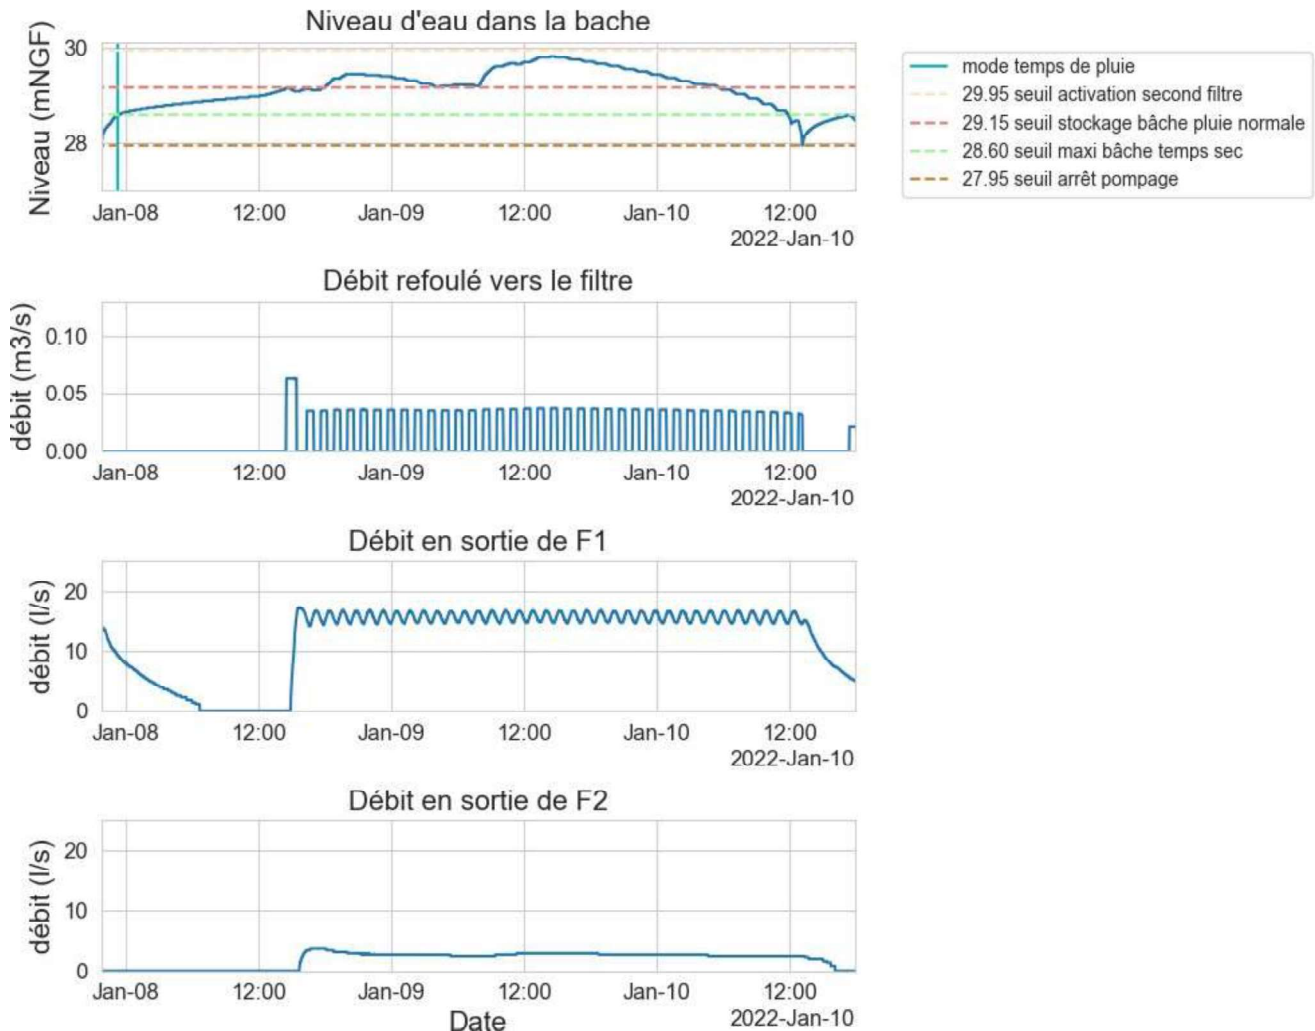 Niveau d'eau dans la bache
Niveau (mNGF)
30
28
Jan-08
12:00
Jan-09
12:00
Jan-10
12:00
2022-Jan-10
mode temps de pluie
29.95 seuil activation second filtre
29.15 seuil stockage bâche pluie normale
28.60 seuil maxi bâche temps sec
27.95 seuil arrêt pompage
Débit refoulé vers le filtre
débit (m3/s)
0.10
0.05
0.00
Jan-08
12:00
Jan-09
12:00
Jan-10
12:00
2022-Jan-10
Débit en sortie de F1
débit (l/s)
20
10
0
Jan-08
12:00
Jan-09
12:00
Jan-10
12:00
2022-Jan-10
Débit en sortie de F2
débit (l/s)
20
10
0
Jan-08
12:00
Jan-09
12:00
Jan-10
12:00
2022-Jan-10
Date